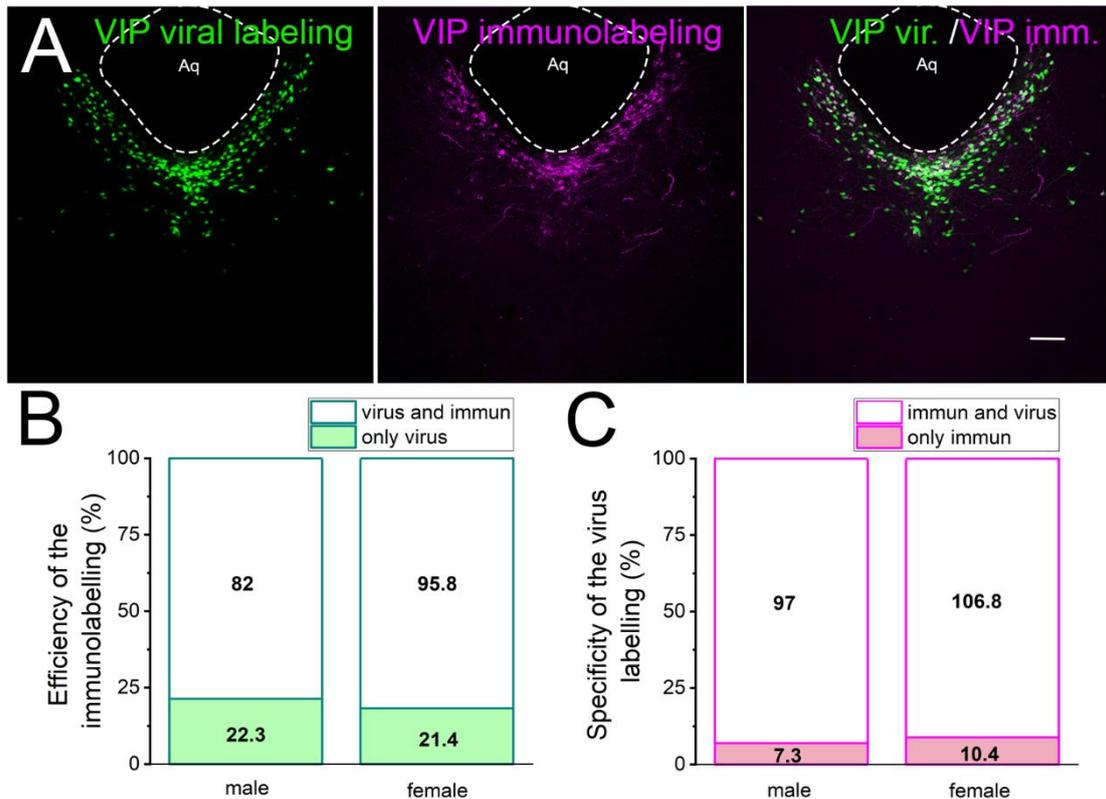 A
VIP viral labeling
Aq
VIP immunolabeling
Aq
VIP vir. /VIP imm.
Aq
B
virus and immun
only virus
Efficiency of the
immunolabelling (%)
100
75
50
25
0
82
95.8
22.3
21.4
male
female
C
immun and virus
only immun
Specificity of the virus
labelling (%)
100
75
50
25
0
97
106.8
7.3
10.4
male
female